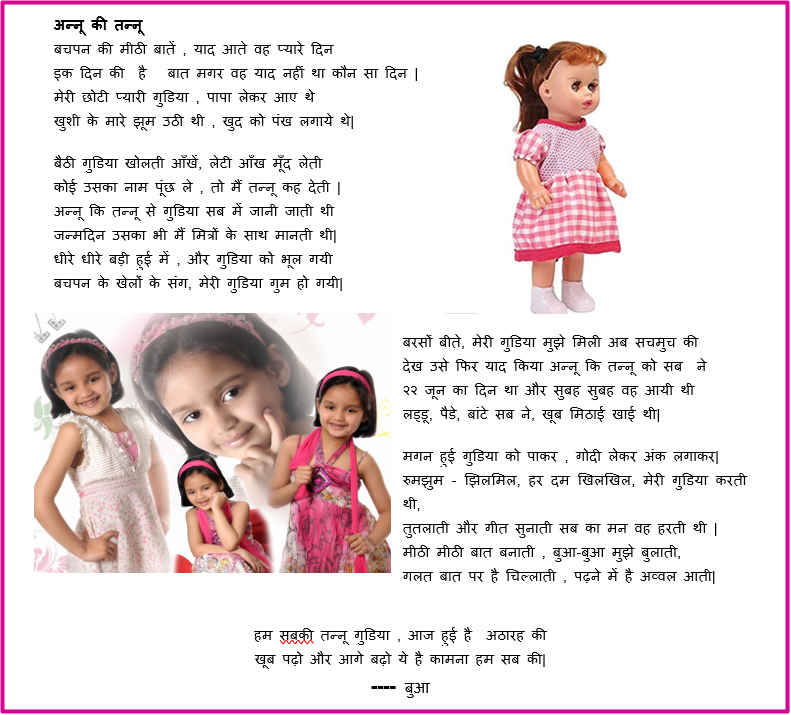 अन्नू की तन्नू
बचपन की मीठी बातें , याद आते वह प्यारे दिन
इक दिन की है बात मगर वह याद नहीं था कौन सा दिन |
मेरी छोटी प्यारी गुडिया , पापा लेकर आए थे
खुशी के मारे झूम उठी थी , खुद को पंख लगाये थे|
बैठी गुडिया खोलती आँखें, लेटी आँख मूँद लेती
कोई उसका नाम पूंछ ले , तो मैं तन्नू कह देती |
अन्नू कि तन्नू से गुडिया सब में जानी जाती थी
जन्मदिन उसका भी मैं मित्रों के साथ मानती थी|
धीरे धीरे बड़ी हुई में , और गुडिया को भूल गयी
बचपन के खेलों के संग, मेरी गुडिया गुम हो गयी|
बरसों बीते, मेरी गुडिया मुझे मिली अब सचमुच की
देख उसे फिर याद किया अन्नू कि तन्नू को सब ने
२२ जून का दिन था और सुबह सुबह वह आयी थी
लड्डू, पैडे, बांटे सब ने, खूब मिठाई खाई थी|
मगन हुई गुडिया को पाकर , गोदी लेकर अंक लगाकर|
रुमझुम - झिलमिल, हर दम खिलखिल, मेरी गुडिया करती
थी,
तुतलाती और गीत सुनाती सब का मन वह हरती थी |
मीठी मीठी बात बनाती , बुआ-बुआ मुझे बुलाती,
गलत बात पर है चिल्लाती , पढ़ने में है अव्वल आती|
हम सबकी तन्नू गुडिया , आज हुई है अठारह की
खूब पढ़ो और आगे बढ़ो ये है कामना हम सब की|
---- बुआ